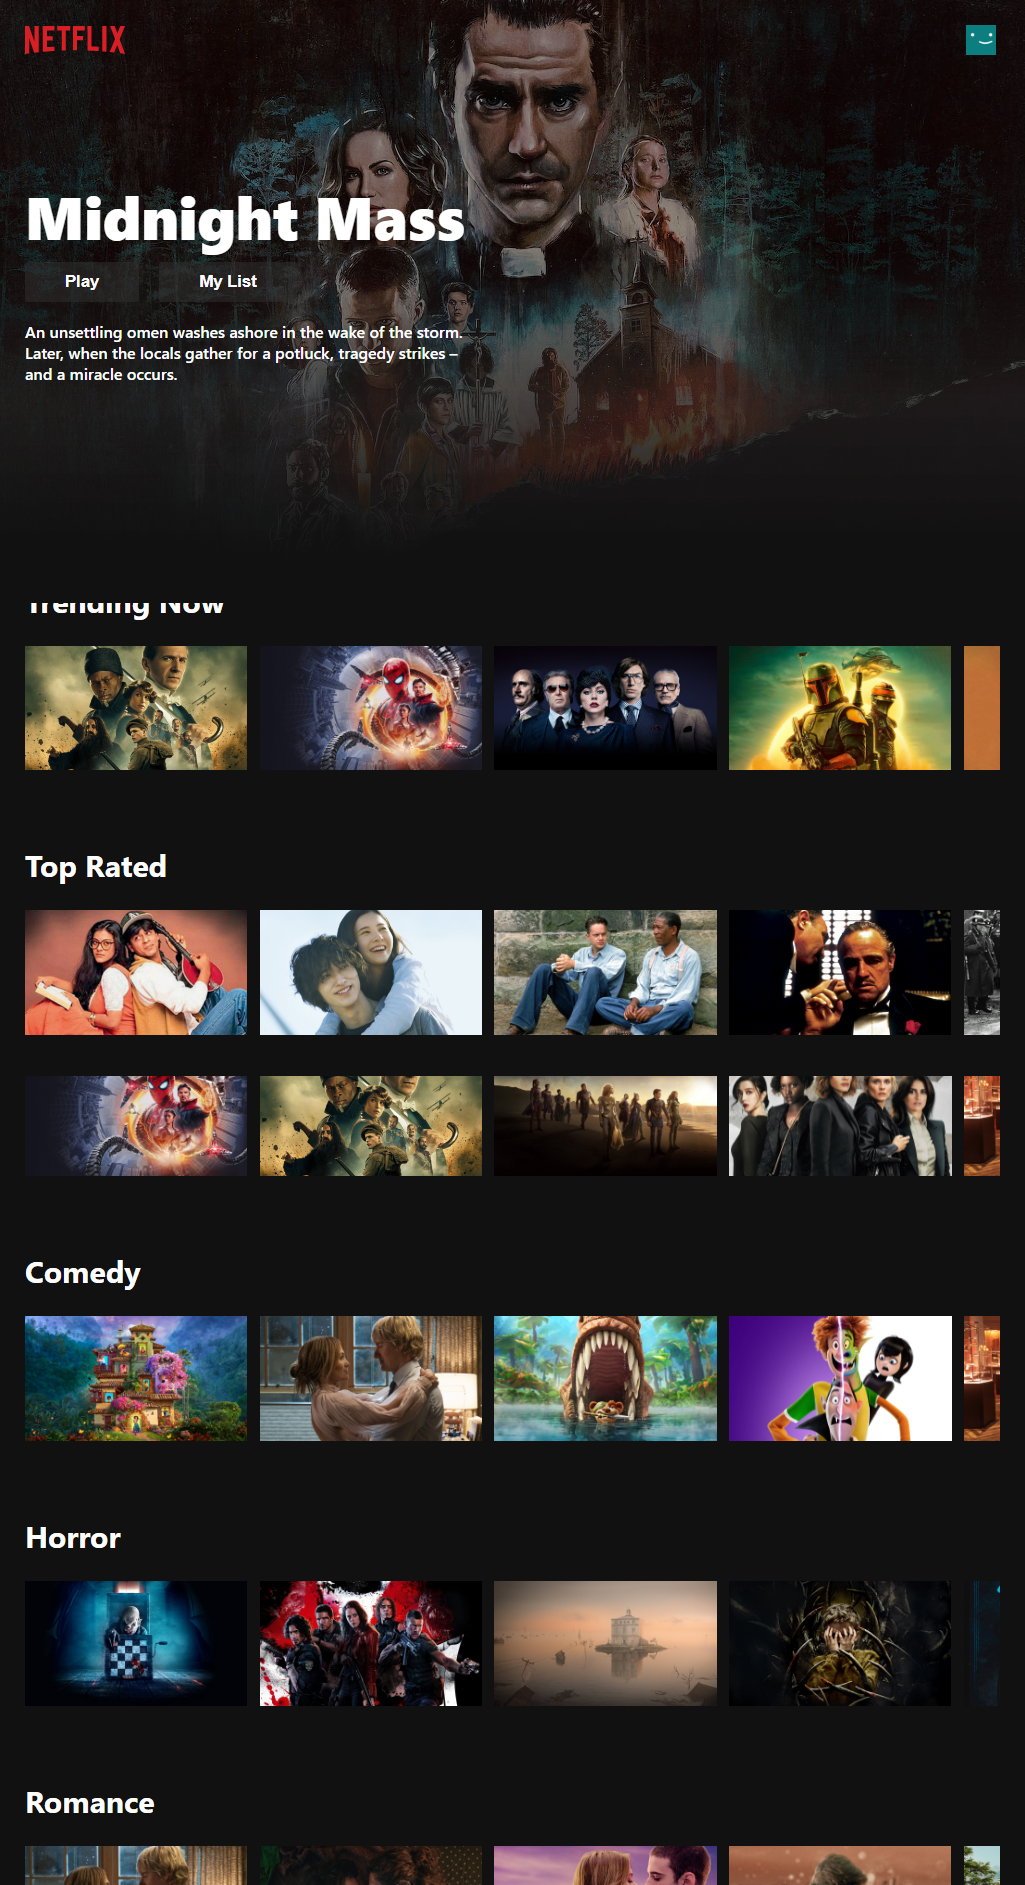 NETFLIX
Midnight Mass
Play
My List
An unsettling omen washes ashore in the wake of the storm.
Later, when the locals gather for a potluck, tragedy strikes –
and a miracle occurs.
Trending Now
Top Rated
Comedy
Horror
Romance